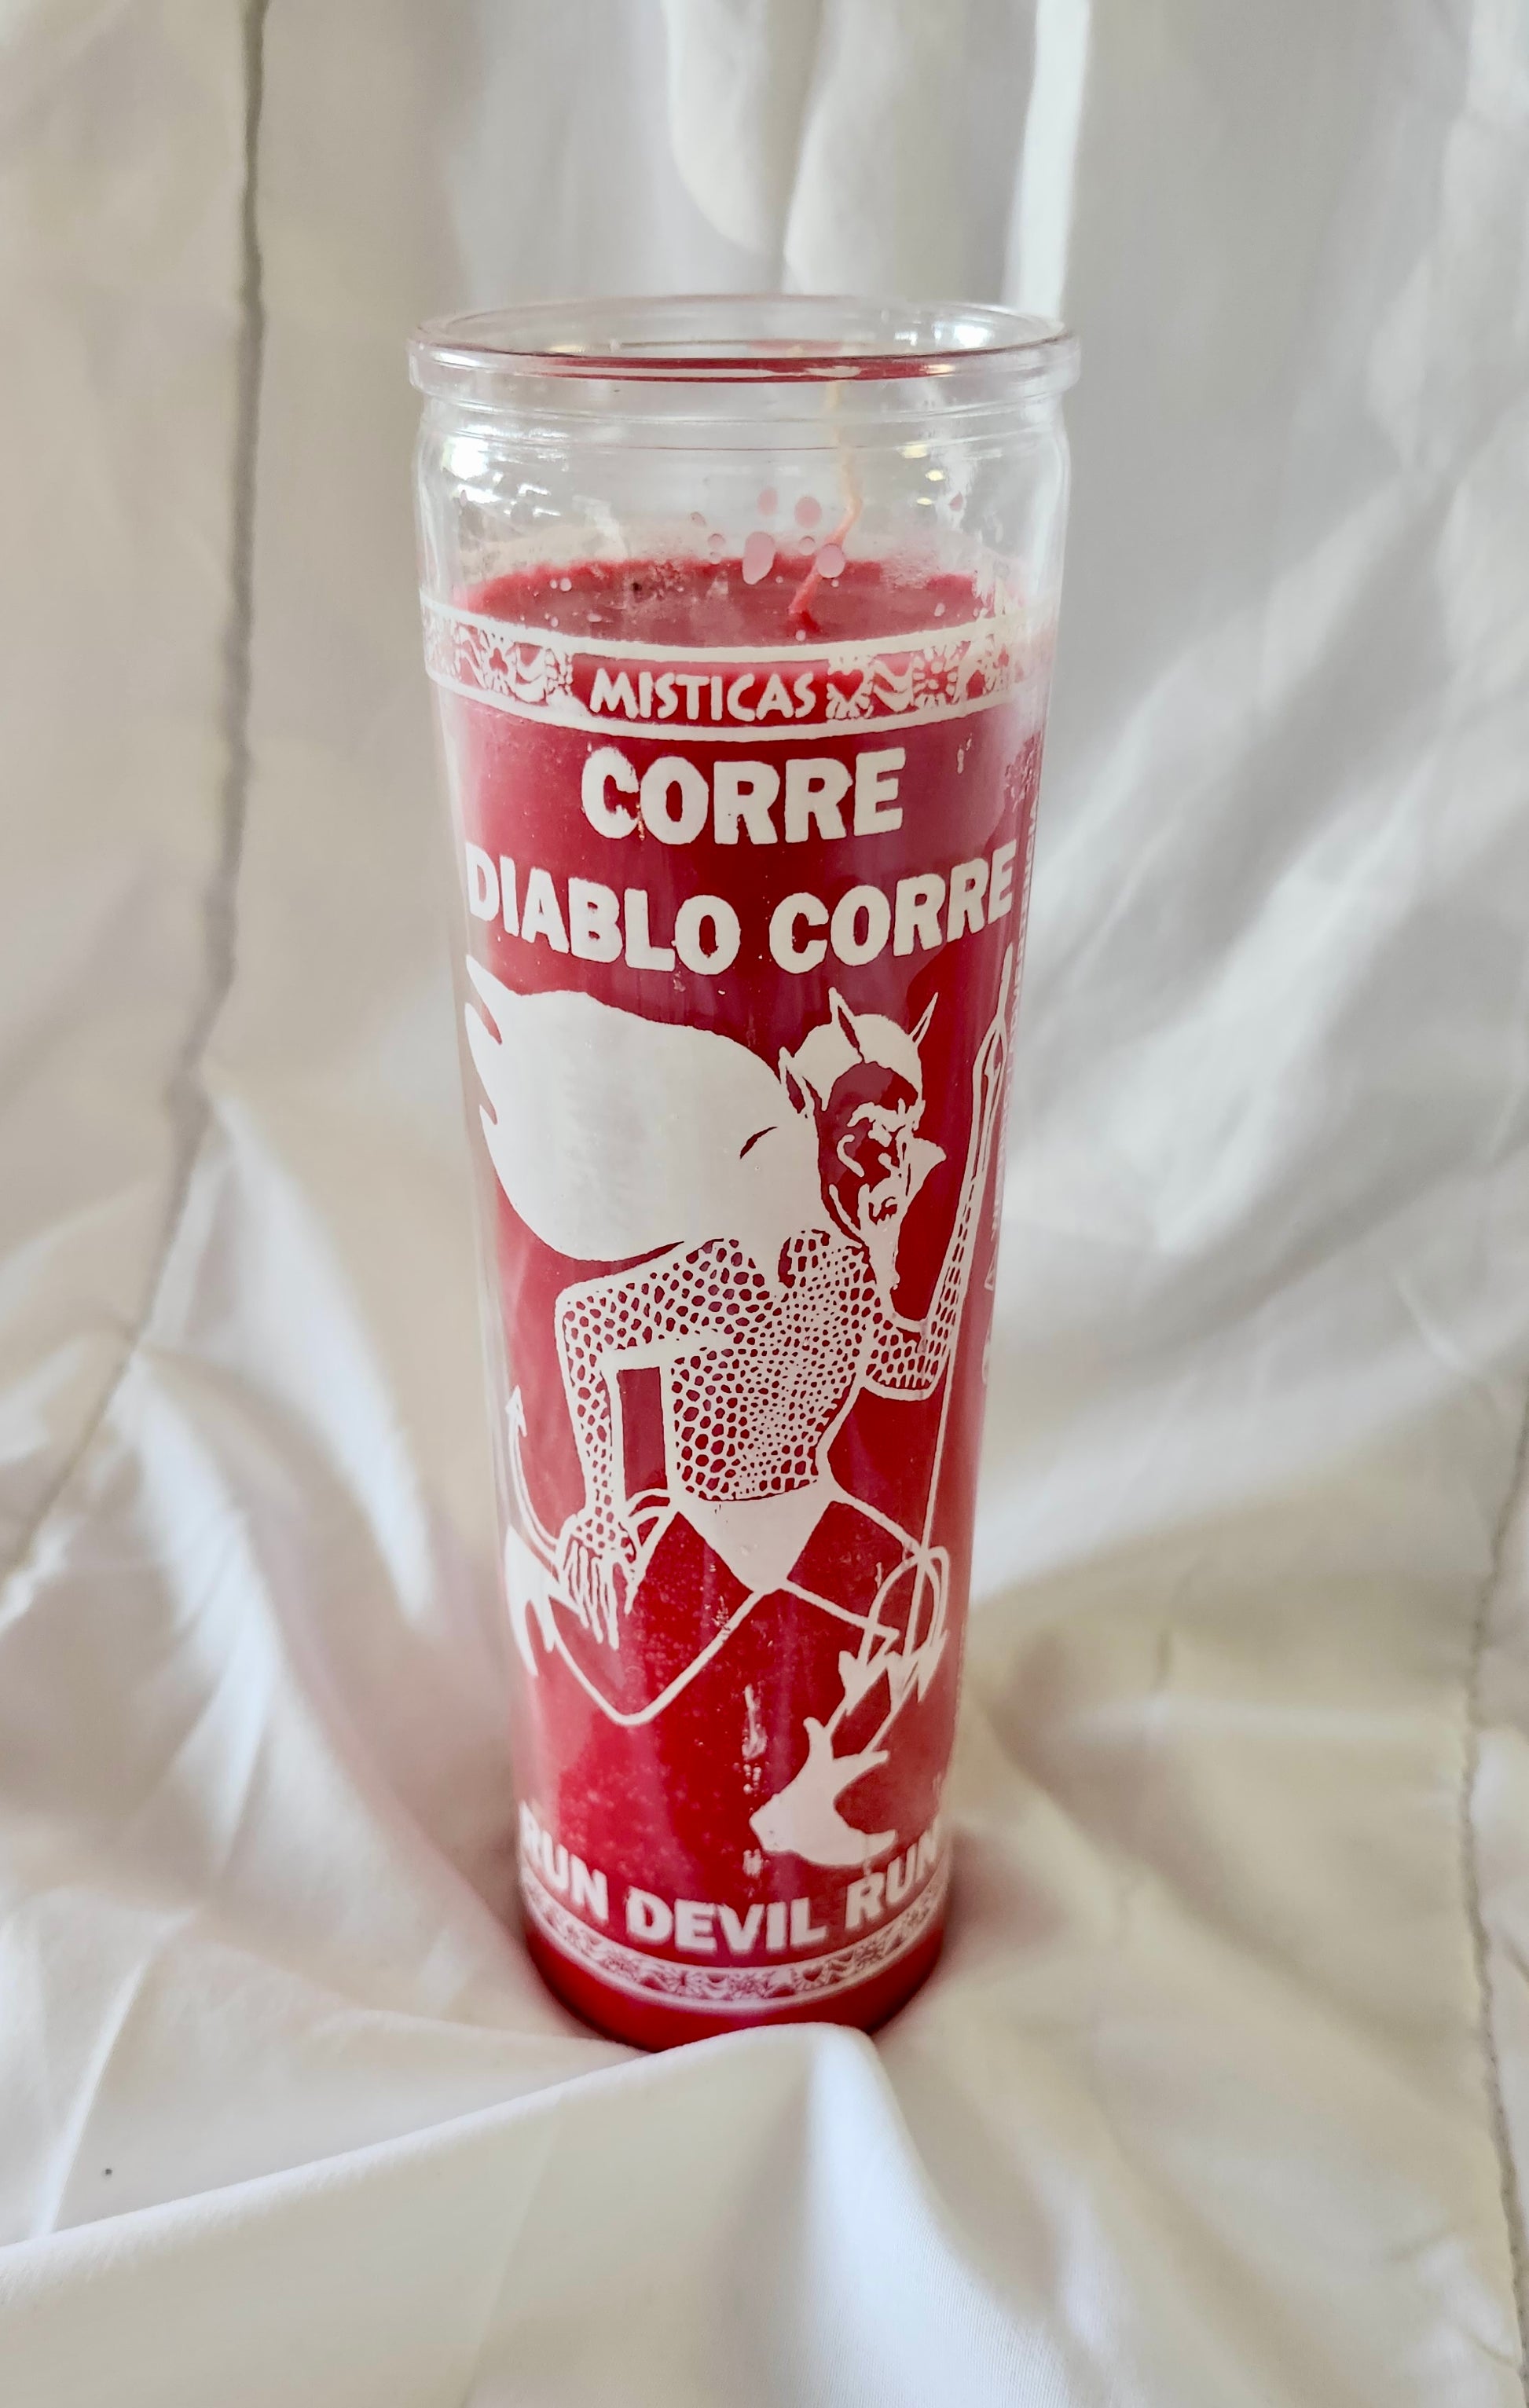 MISTICAS
CORRE
DIABLO CORRE
RUN DEVIL RUN